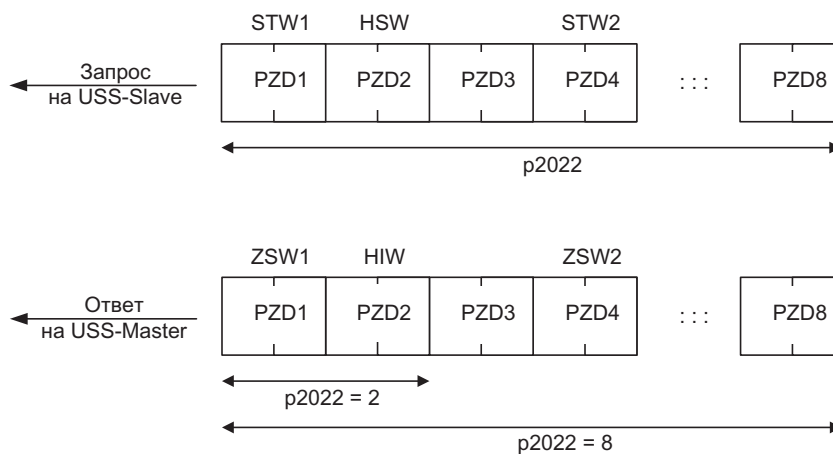 STW1 HSW STW2
Запрос
на USS-Slave
PZD1 PZD2 PZD3 PZD4 : : : PZD8
p2022
ZSW1 HIW ZSW2
Ответ
на USS-Master
PZD1 PZD2 PZD3 PZD4 : : : PZD8
p2022 = 2
p2022 = 8